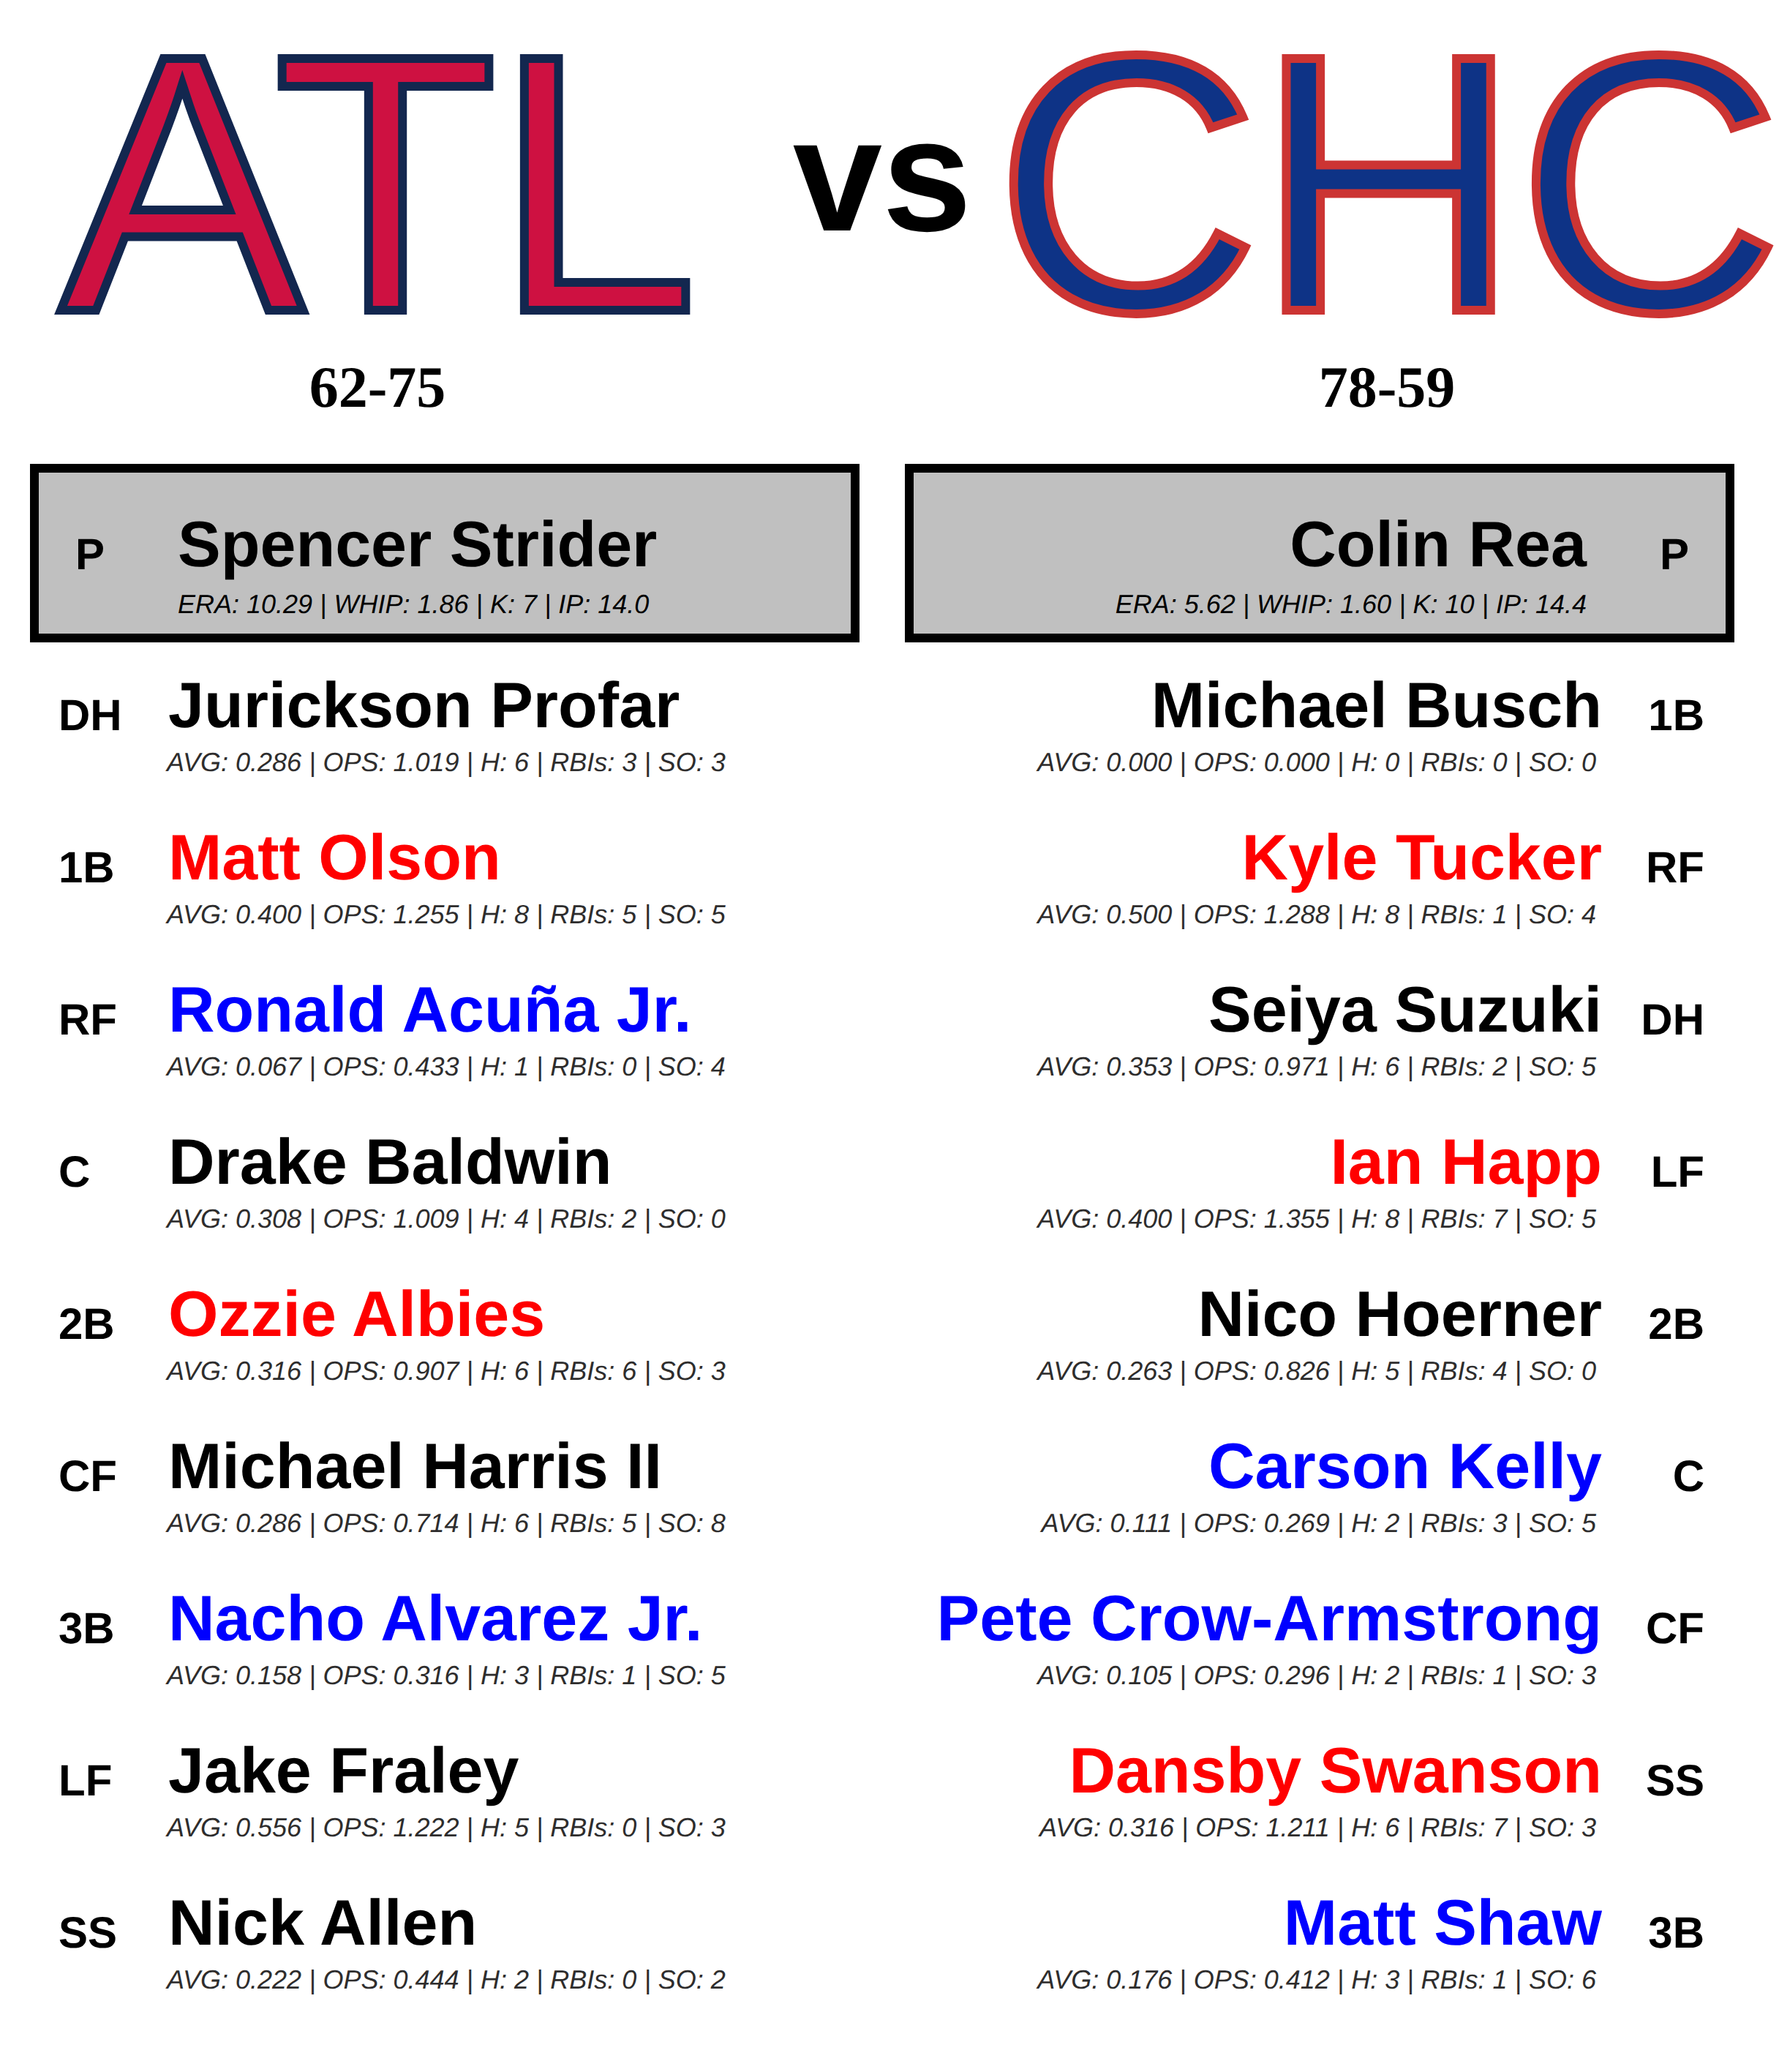 ATL vs CHC
62-75
78-59
P Spencer Strider
ERA: 10.29 | WHIP: 1.86 | K: 7 | IP: 14.0
Colin Rea P
ERA: 5.62 | WHIP: 1.60 | K: 10 | IP: 14.4
DH Jurickson Profar
AVG: 0.286 | OPS: 1.019 | H: 6 | RBIs: 3 | SO: 3
1B Matt Olson
AVG: 0.400 | OPS: 1.255 | H: 8 | RBIs: 5 | SO: 5
RF Ronald Acuña Jr.
AVG: 0.067 | OPS: 0.433 | H: 1 | RBIs: 0 | SO: 4
C Drake Baldwin
AVG: 0.308 | OPS: 1.009 | H: 4 | RBIs: 2 | SO: 0
2B Ozzie Albies
AVG: 0.316 | OPS: 0.907 | H: 6 | RBIs: 6 | SO: 3
CF Michael Harris II
AVG: 0.286 | OPS: 0.714 | H: 6 | RBIs: 5 | SO: 8
3B Nacho Alvarez Jr.
AVG: 0.158 | OPS: 0.316 | H: 3 | RBIs: 1 | SO: 5
LF Jake Fraley
AVG: 0.556 | OPS: 1.222 | H: 5 | RBIs: 0 | SO: 3
SS Nick Allen
AVG: 0.222 | OPS: 0.444 | H: 2 | RBIs: 0 | SO: 2
Michael Busch 1B
AVG: 0.000 | OPS: 0.000 | H: 0 | RBIs: 0 | SO: 0
Kyle Tucker RF
AVG: 0.500 | OPS: 1.288 | H: 8 | RBIs: 1 | SO: 4
Seiya Suzuki DH
AVG: 0.353 | OPS: 0.971 | H: 6 | RBIs: 2 | SO: 5
Ian Happ LF
AVG: 0.400 | OPS: 1.355 | H: 8 | RBIs: 7 | SO: 5
Nico Hoerner 2B
AVG: 0.263 | OPS: 0.826 | H: 5 | RBIs: 4 | SO: 0
Carson Kelly C
AVG: 0.111 | OPS: 0.269 | H: 2 | RBIs: 3 | SO: 5
Pete Crow-Armstrong CF
AVG: 0.105 | OPS: 0.296 | H: 2 | RBIs: 1 | SO: 3
Dansby Swanson SS
AVG: 0.316 | OPS: 1.211 | H: 6 | RBIs: 7 | SO: 3
Matt Shaw 3B
AVG: 0.176 | OPS: 0.412 | H: 3 | RBIs: 1 | SO: 6